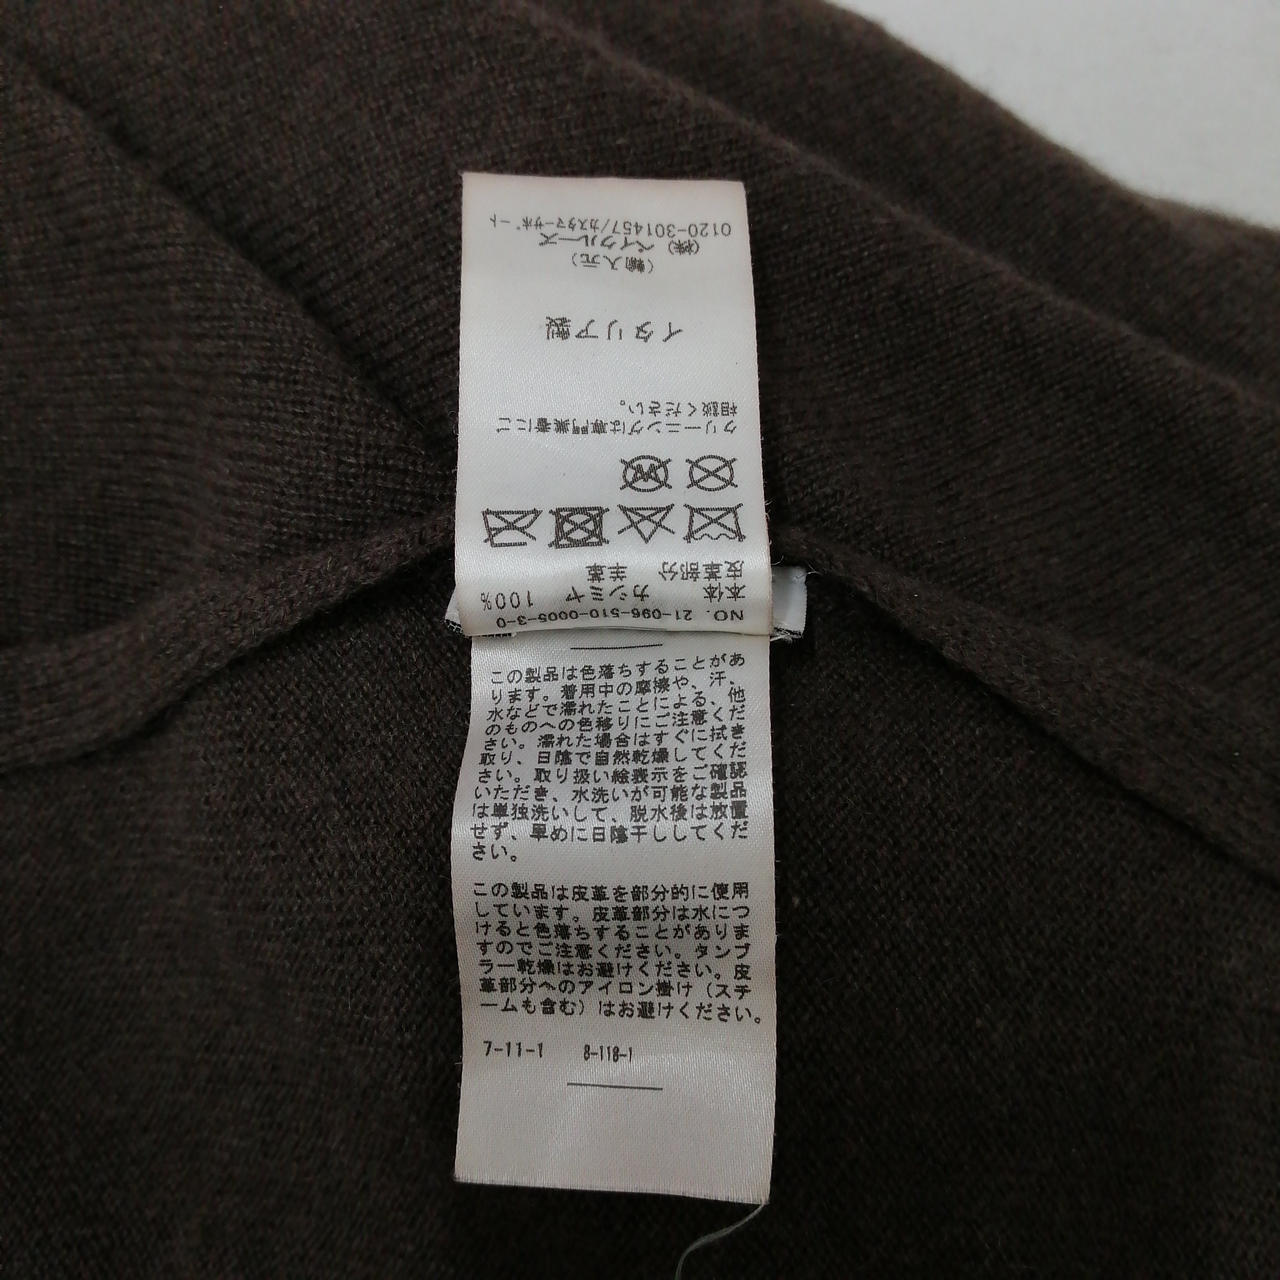 NO. 21-096-510-0005-3-0
本体 カシミヤ 100%
皮革部分 羊革
W
クリーニングは専門業者にご
相談ください。
イタリア製
(輸入元)
(株) ベイクルーズ
0120-301457/カスタマーサポート
この製品は色落ちすることがあ
ります。着用中の摩擦や、汗、
水などで濡れたことによる、他
のものへの色移りにご注意くだ
さい。濡れた場合はすぐに拭き
取り、日陰で自然乾燥してくだ
さい。取り扱い絵表示をご確認
いただき、水洗いが可能な製品
は単独洗いして、脱水後は放置
せず、早めに日陰干ししてくだ
さい。
この製品は皮革を部分的に使用
しています。皮革部分は水につ
けると色落ちすることがありま
すのでご注意ください。タンブ
ラー乾燥はお避けください。皮
革部分へのアイロン掛け(スチ
ームも含む)はお避けください。
7-11-1 8-118-1